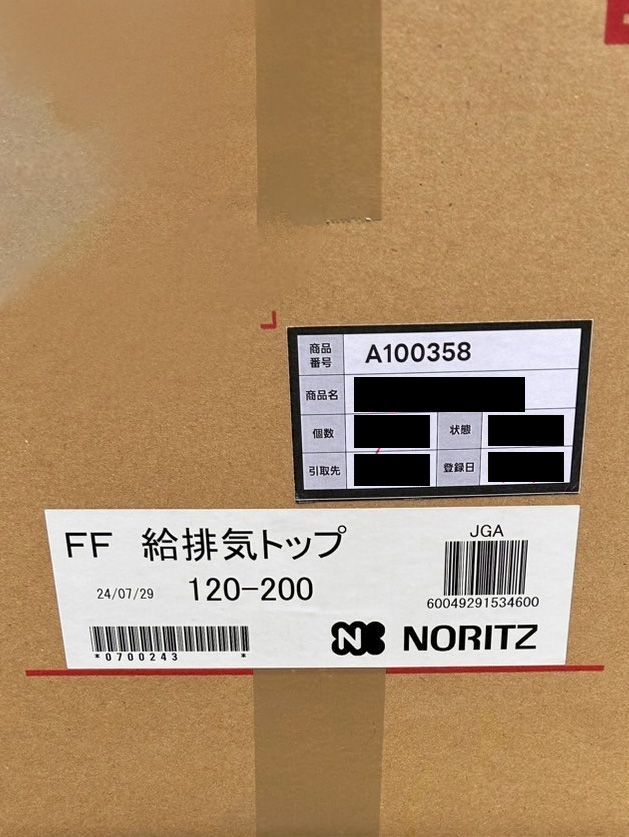 商品番号 A100358
商品名
個数 状態
引取先 登録日
FF 給排気トップ
JGA
24/07/29 120-200
60049291534600
*0700243 *
NORITZ